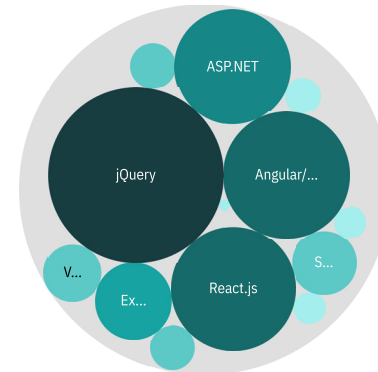 ASP.NET
jQuery
Angular/...
V...
S...
Ex...
React.js